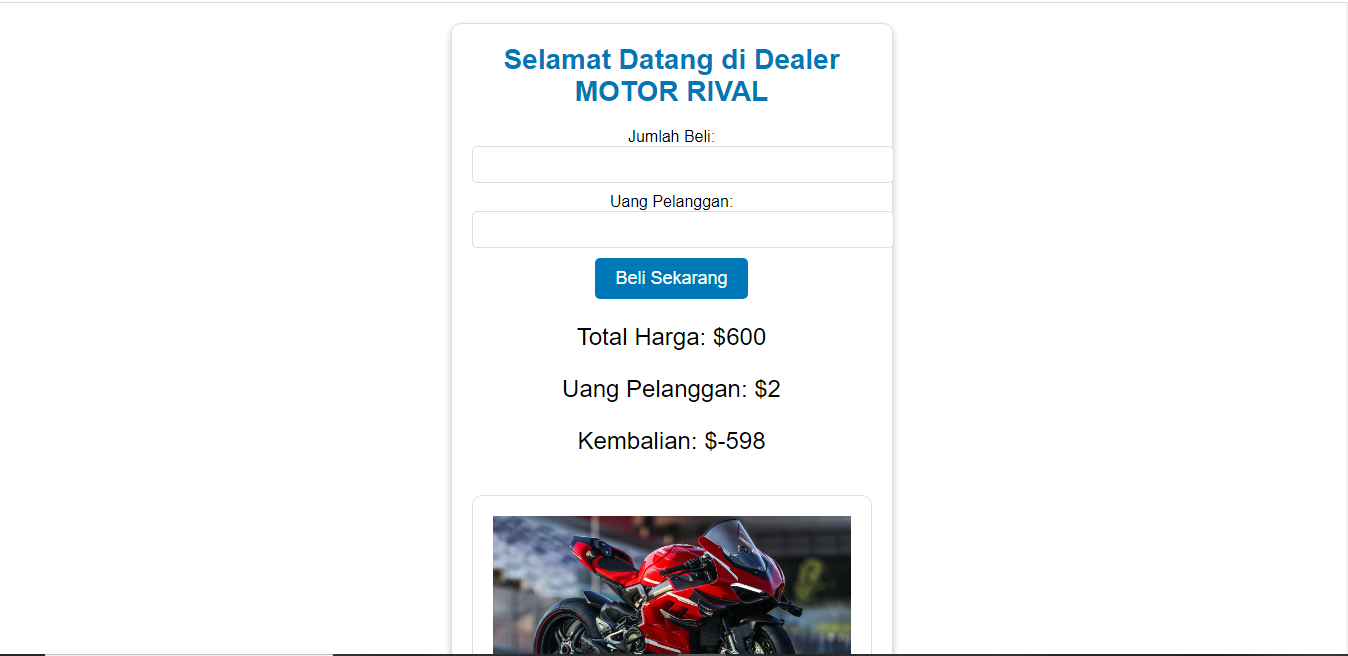 Selamat Datang di Dealer
MOTOR RIVAL
Jumlah Beli:
Uang Pelanggan:
Beli Sekarang
Total Harga: $600
Uang Pelanggan: $2
Kembalian: $-598